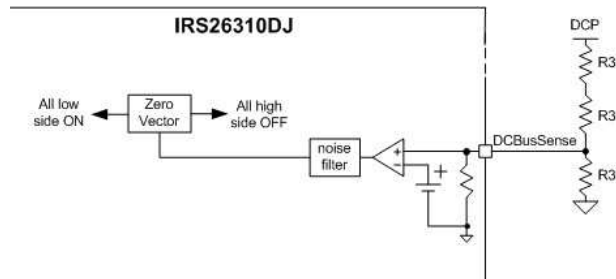 IRS26310DJ
DCP
R3
R3
R3
All low
side ON
Zero
Vector
All high
side OFF
noise
filter
+
−
+
DCBusSense